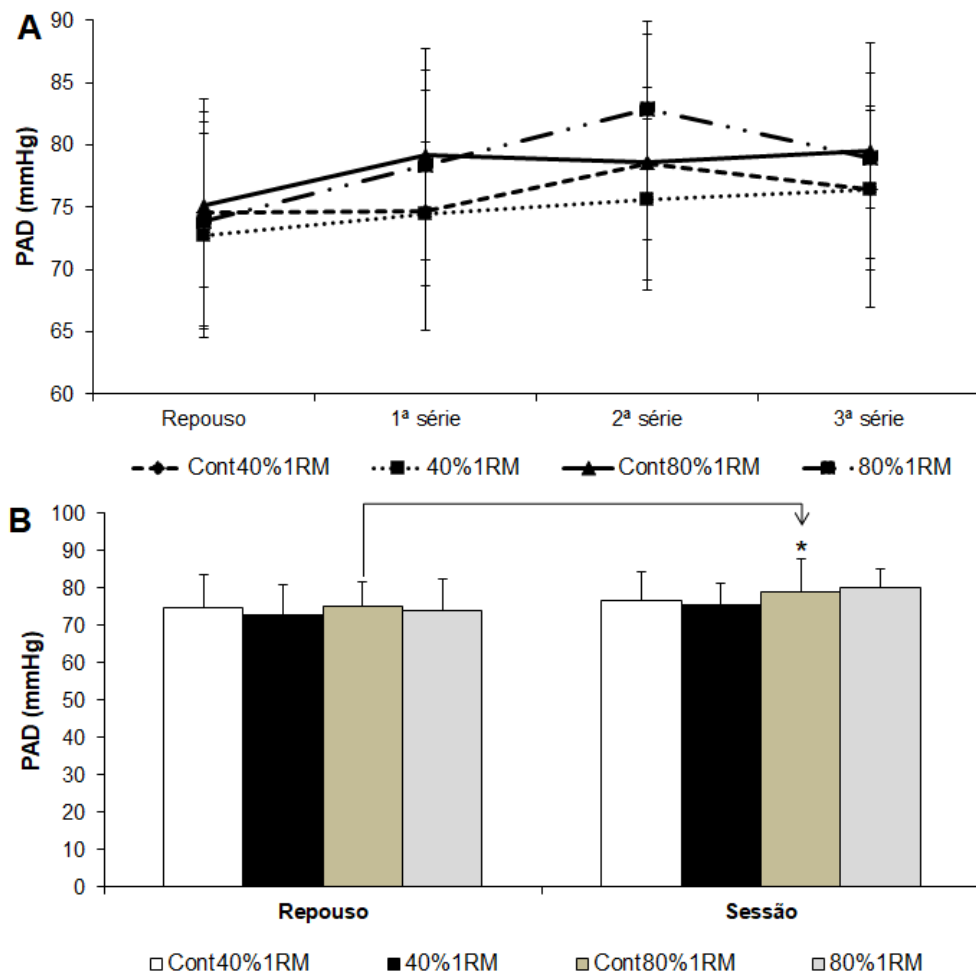 A
PAD (mmHg)
90
85
80
75
70
65
60
Repouso 1ª série 2ª série 3ª série
Cont40%1RM 40%1RM Cont80%1RM 80%1RM
B
PAD (mmHg)
100
90
80
70
60
50
40
30
20
10
0
*
Repouso Sessão
Cont40%1RM 40%1RM Cont80%1RM 80%1RM